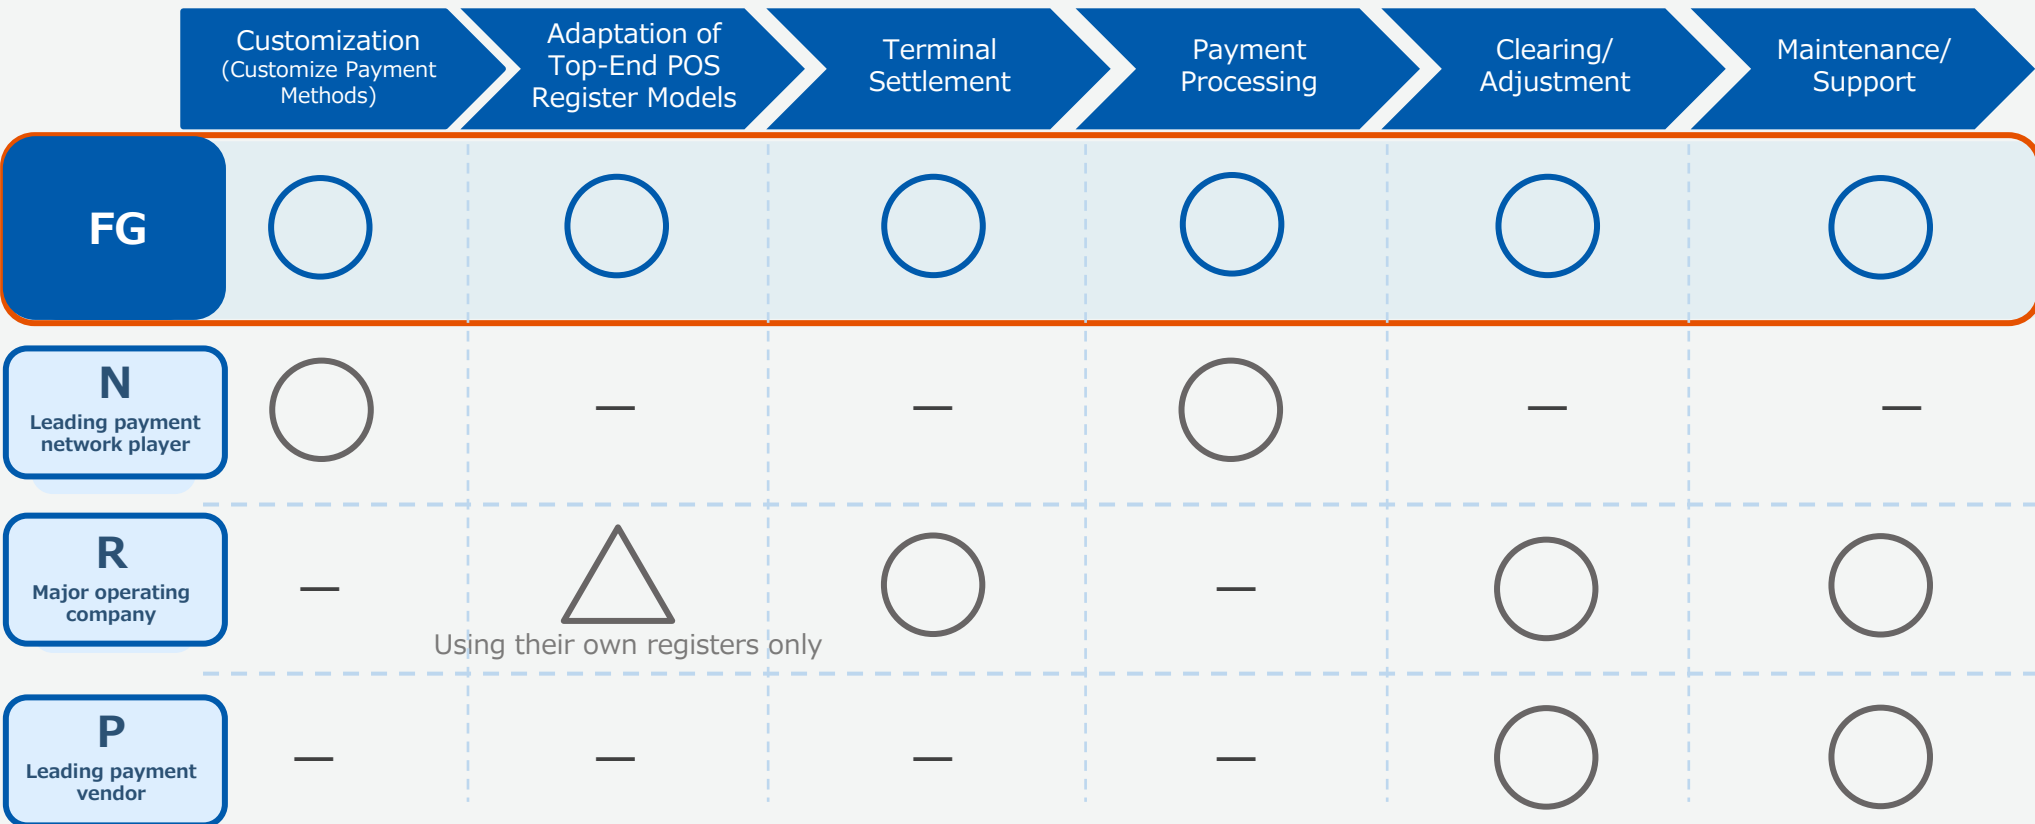 Customization
(Customize Payment
Methods)
Adaptation of
Top-End POS
Register Models
Terminal
Settlement
Payment
Processing
Clearing/
Adjustment
Maintenance/
Support
FG
N
Leading payment
network player
— — — —
R
Major operating
company
— —
Using their own registers only
P
Leading payment
vendor
— — — —